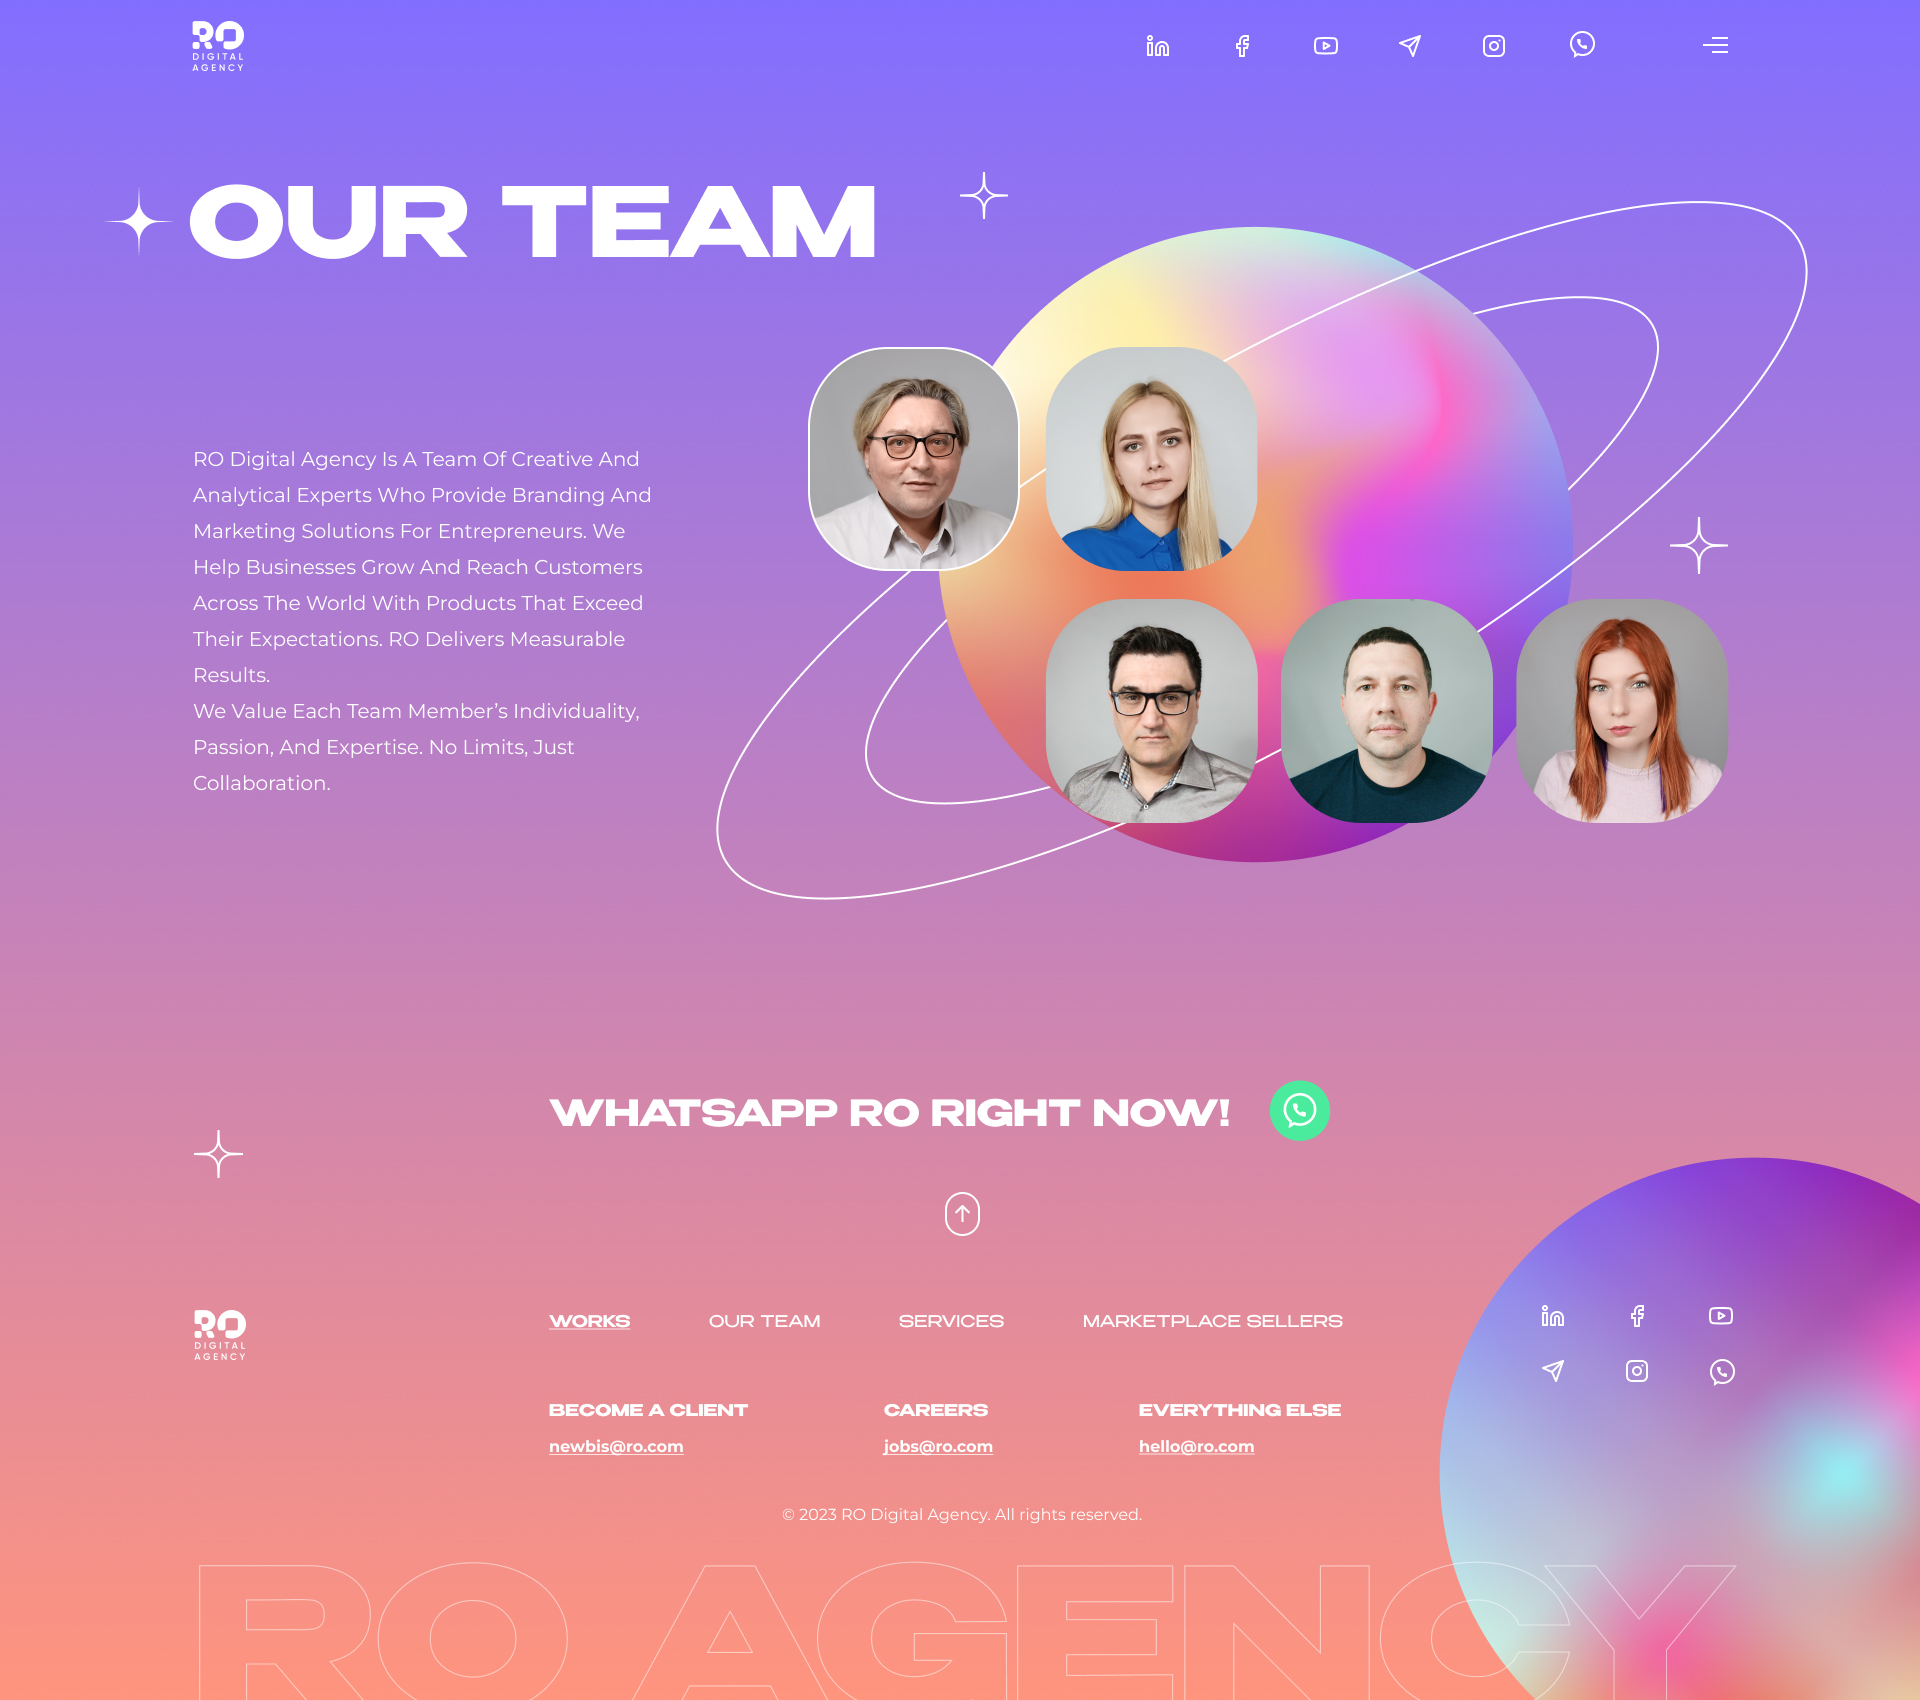 RO
DIGITAL
AGENCY
OUR TEAM
RO Digital Agency Is A Team Of Creative And
Analytical Experts Who Provide Branding And
Marketing Solutions For Entrepreneurs. We
Help Businesses Grow And Reach Customers
Across The World With Products That Exceed
Their Expectations. RO Delivers Measurable
Results.
We Value Each Team Member’s Individuality,
Passion, And Expertise. No Limits, Just
Collaboration.
WHATSAPP RO RIGHT NOW!
RO
DIGITAL
AGENCY
WORKS OUR TEAM SERVICES MARKETPLACE SELLERS
BECOME A CLIENT CAREERS EVERYTHING ELSE
newbis@ro.com jobs@ro.com hello@ro.com
© 2023 RO Digital Agency. All rights reserved.
RO AGENCY